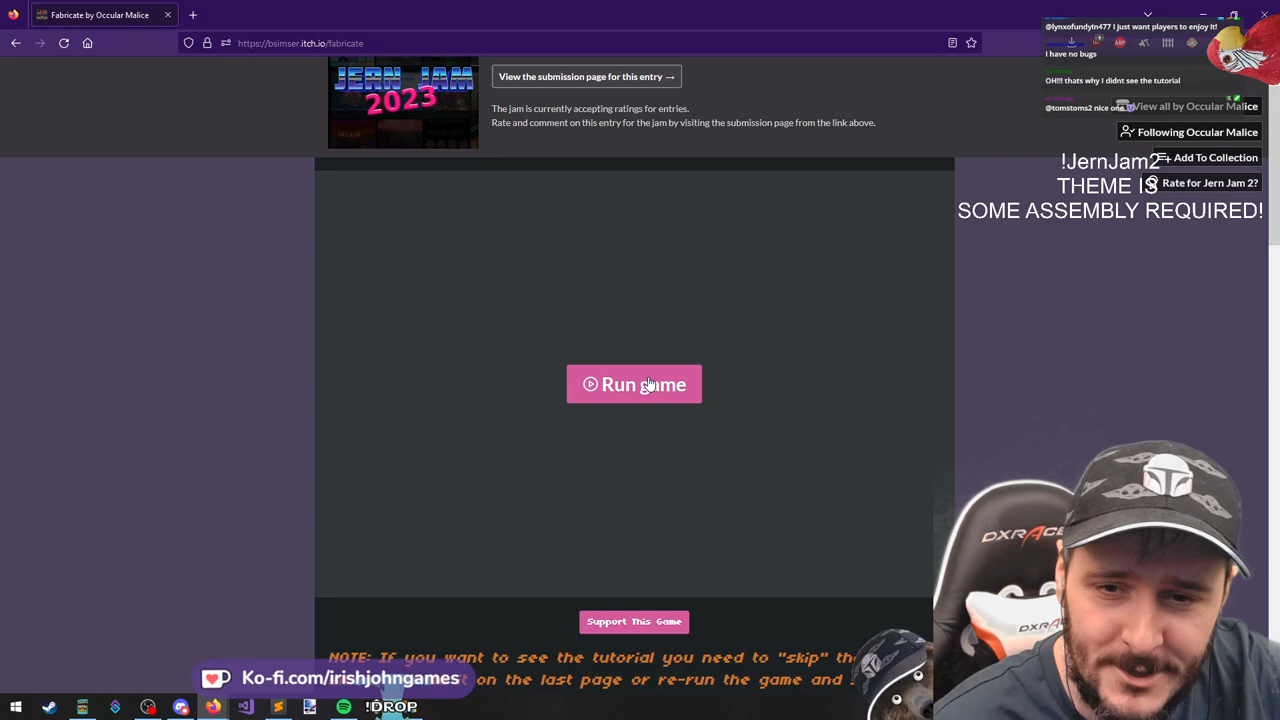 Fabricate by Occular Malice
https://bsimser.itch.io/fabricate
@lynxofundyin477 I just want players to enjoy it!
I have no bugs
OH!!! thats why I didnt see the tutorial
@tomstoms2 nice one
JERN JAM
2023
View the submission page for this entry →
The jam is currently accepting ratings for entries.
Rate and comment on this entry for the jam by visiting the submission page from the link above.
View all by Occular Malice
Following Occular Malice
Add To Collection
Rate for Jern Jam 2?
!JernJam2
THEME IS
SOME ASSEMBLY REQUIRED!
Run game
DXRACE
DXRA
Support This Game
NOTE: If you want to see the tutorial you need to "skip"
on the last page or re-run the game and
Ko-fi.com/irishjohngames
!DROP